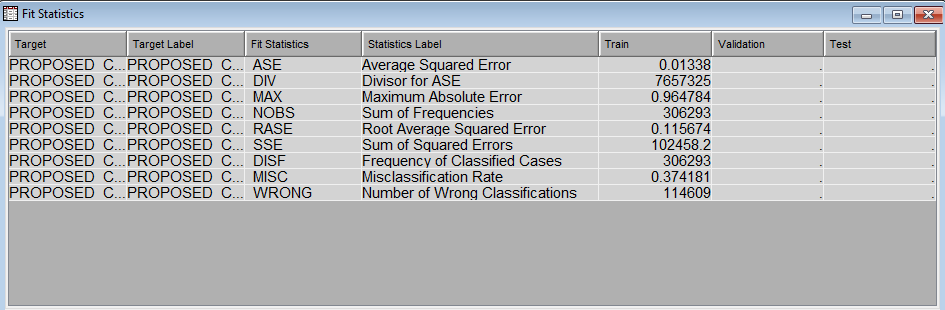 Fit Statistics
Target Target Label Fit Statistics Statistics Label Train Validation Test
PROPOSED C... PROPOSED C... ASE Average Squared Error 0.01338 . .
PROPOSED C... PROPOSED C... DIV Divisor for ASE 7657325 . .
PROPOSED C... PROPOSED C... MAX Maximum Absolute Error 0.964784 . .
PROPOSED C... PROPOSED C... NOBS Sum of Frequencies 306293 . .
PROPOSED C... PROPOSED C... RASE Root Average Squared Error 0.115674 . .
PROPOSED C... PROPOSED C... SSE Sum of Squared Errors 102458.2 . .
PROPOSED C... PROPOSED C... DISF Frequency of Classified Cases 306293 . .
PROPOSED C... PROPOSED C... MISC Misclassification Rate 0.374181 . .
PROPOSED C... PROPOSED C... WRONG Number of Wrong Classifications 114609 . .